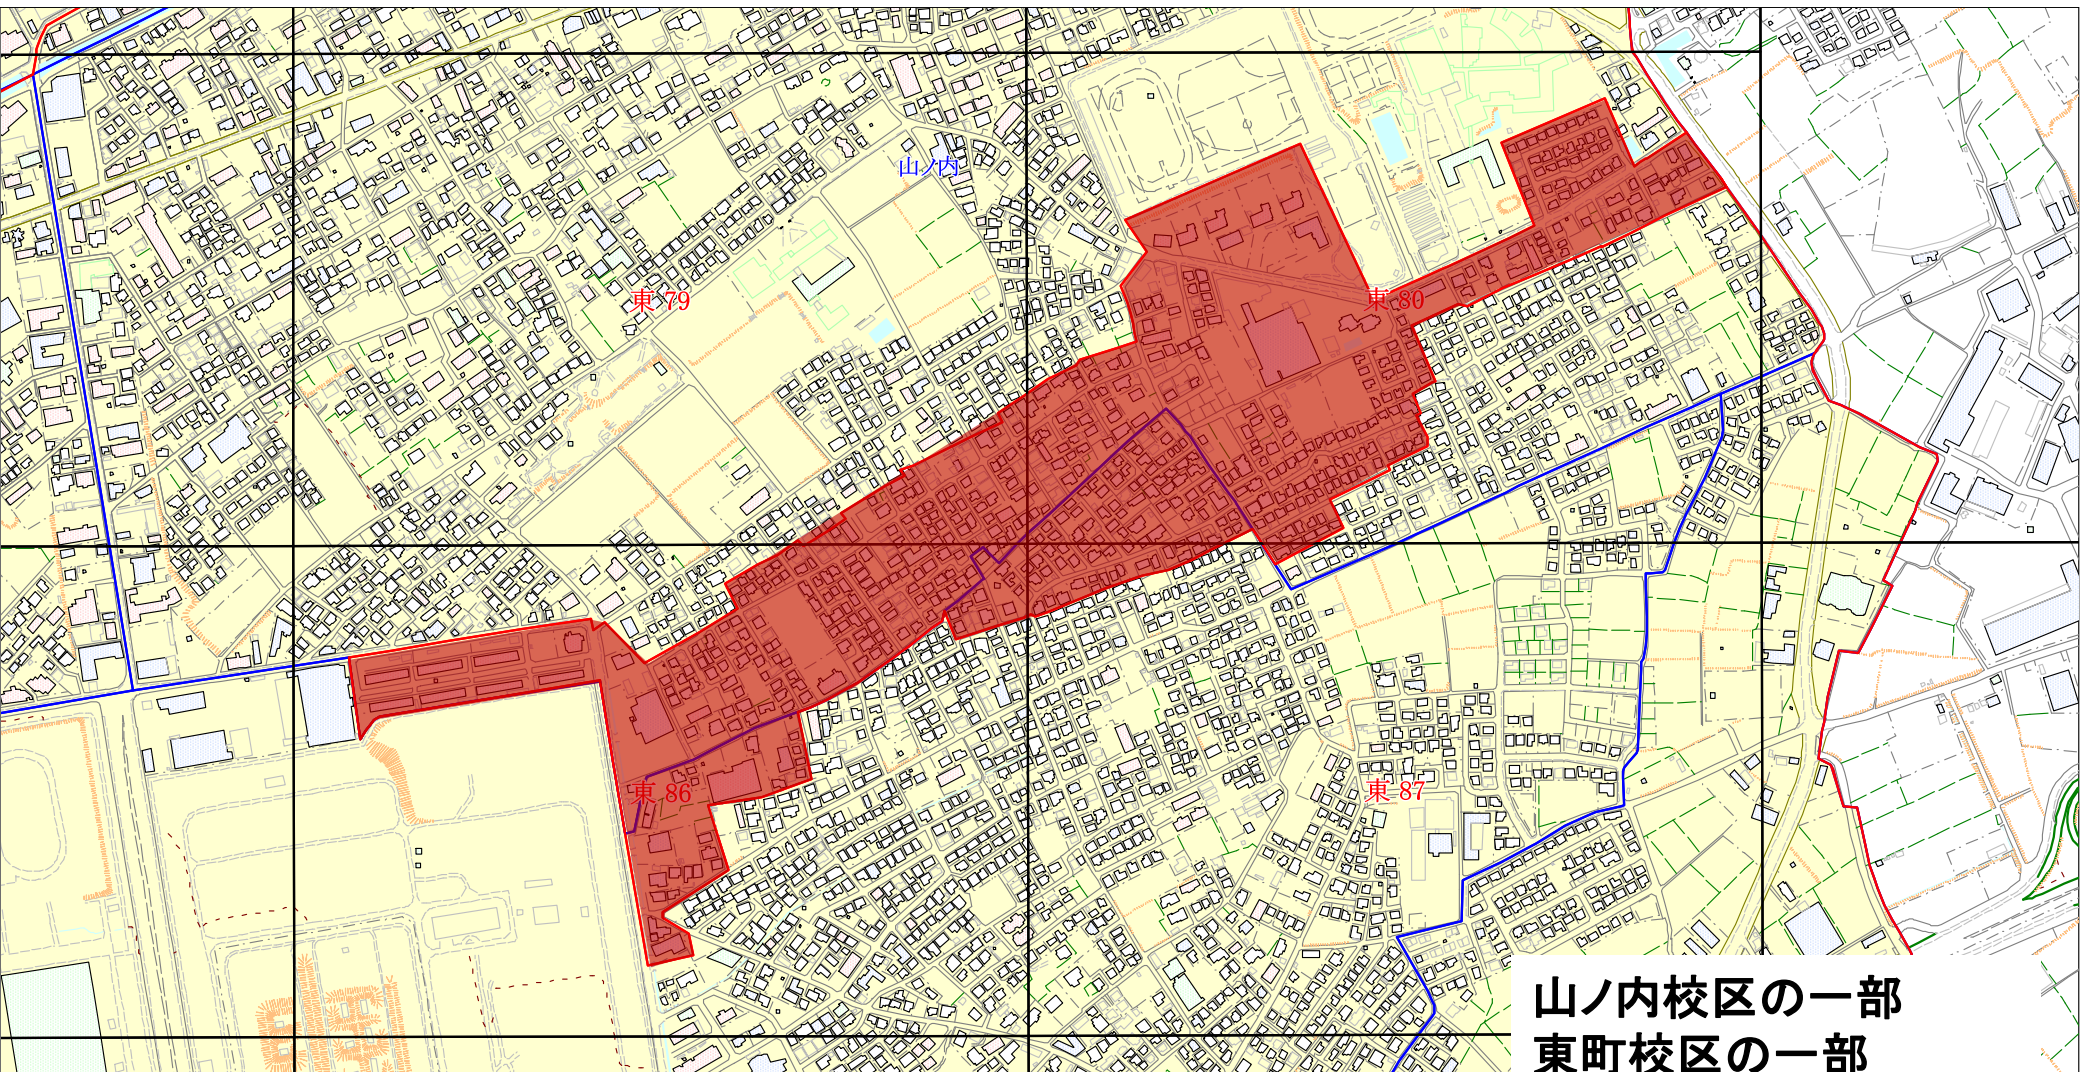 山ノ内
東 79
東 80
東 86
東 87
山ノ内校区の一部
東町校区の一部